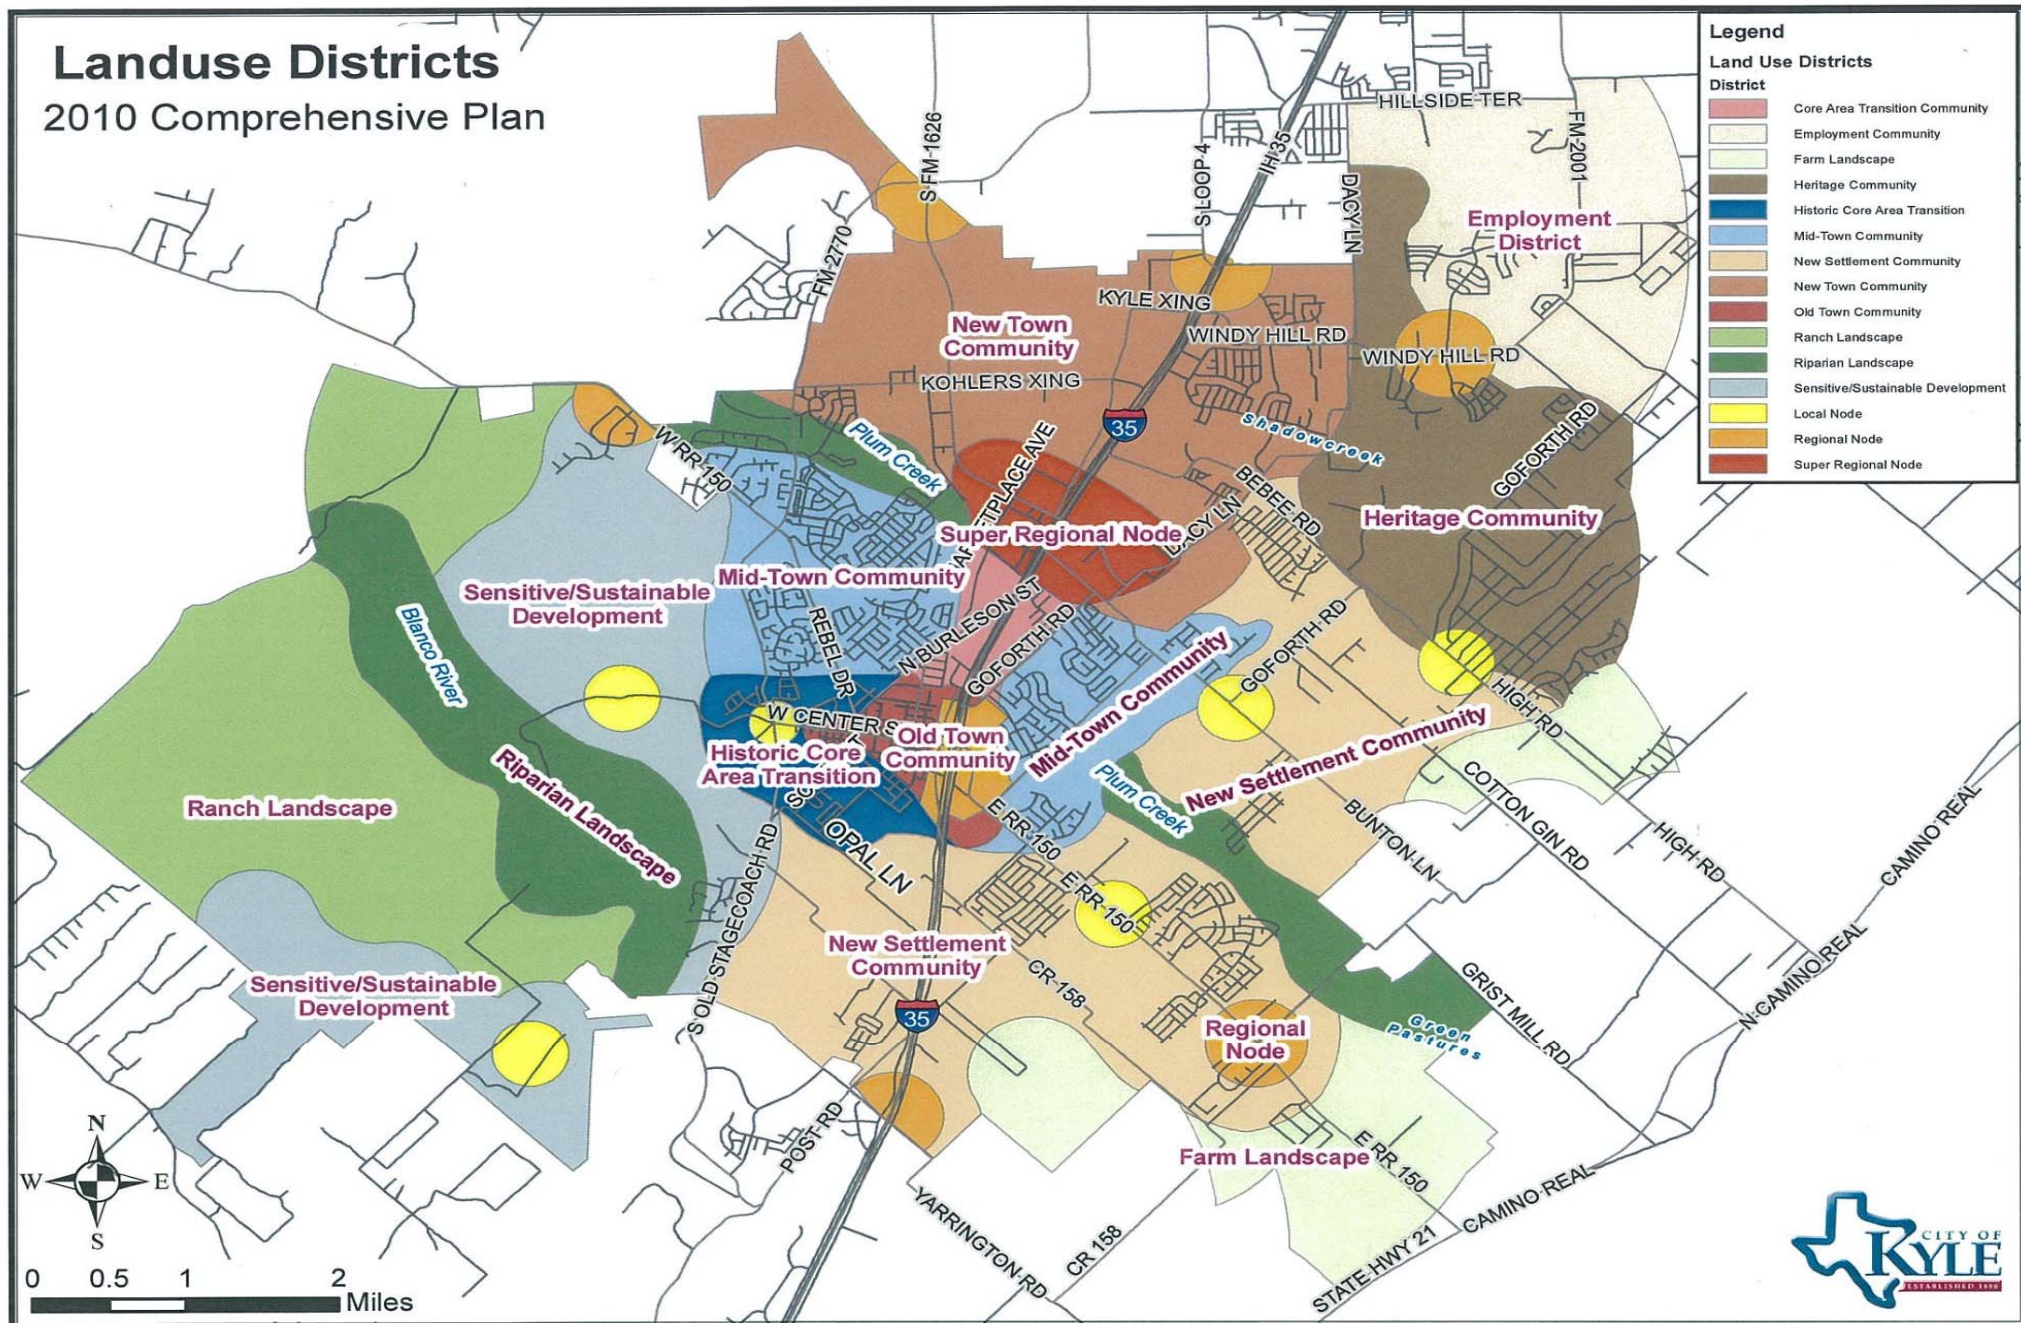 Landuse Districts
2010 Comprehensive Plan
Legend
Land Use Districts
District
Core Area Transition Community
Employment Community
Farm Landscape
Heritage Community
Historic Core Area Transition
Mid-Town Community
New Settlement Community
New Town Community
Old Town Community
Ranch Landscape
Riparian Landscape
Sensitive/Sustainable Development
Local Node
Regional Node
Super Regional Node
HILLSIDE TER
S FM-1626
S LOOP 4
IH 35
DACY LN
FM-2001
FM-2770
Employment
District
KYLE XING
New Town
Community
WINDY HILL RD
WINDY HILL RD
KOHLERS XING
35
Shadowcreek
Plum Creek
W RR 150
ETPLACE AVE
BEBEE RD
GOFORTH RD
Super Regional Node
DACY LN
Heritage Community
Mid-Town Community
Sensitive/Sustainable
Development
Blanco River
REBEL DR
N BURLESON ST
GOFORTH RD
GOFORTH RD
Mid-Town Community
HIGH RD
W CENTER S
Historic Core
Area Transition
Old Town
Community
New Settlement Community
Plum Creek
Riparian Landscape
Ranch Landscape
OPAL LN
E RR 150
E RR 150
BUNTON LN
COTTON GIN RD
HIGH RD
CAMINO REAL
S OLD STAGECOACH RD
New Settlement
Community
CR-158
GRIST MILL RD
N CAMINO REAL
Sensitive/Sustainable
Development
35
Regional
Node
Green
Pastures
POST RD
Farm Landscape
E RR 150
YARRINGTON RD
CR 158
STATE HWY 21
CAMINO REAL
N
W
E
S
0 0.5 1 2
Miles
CITY OF
KYLE
ESTABLISHED 1880